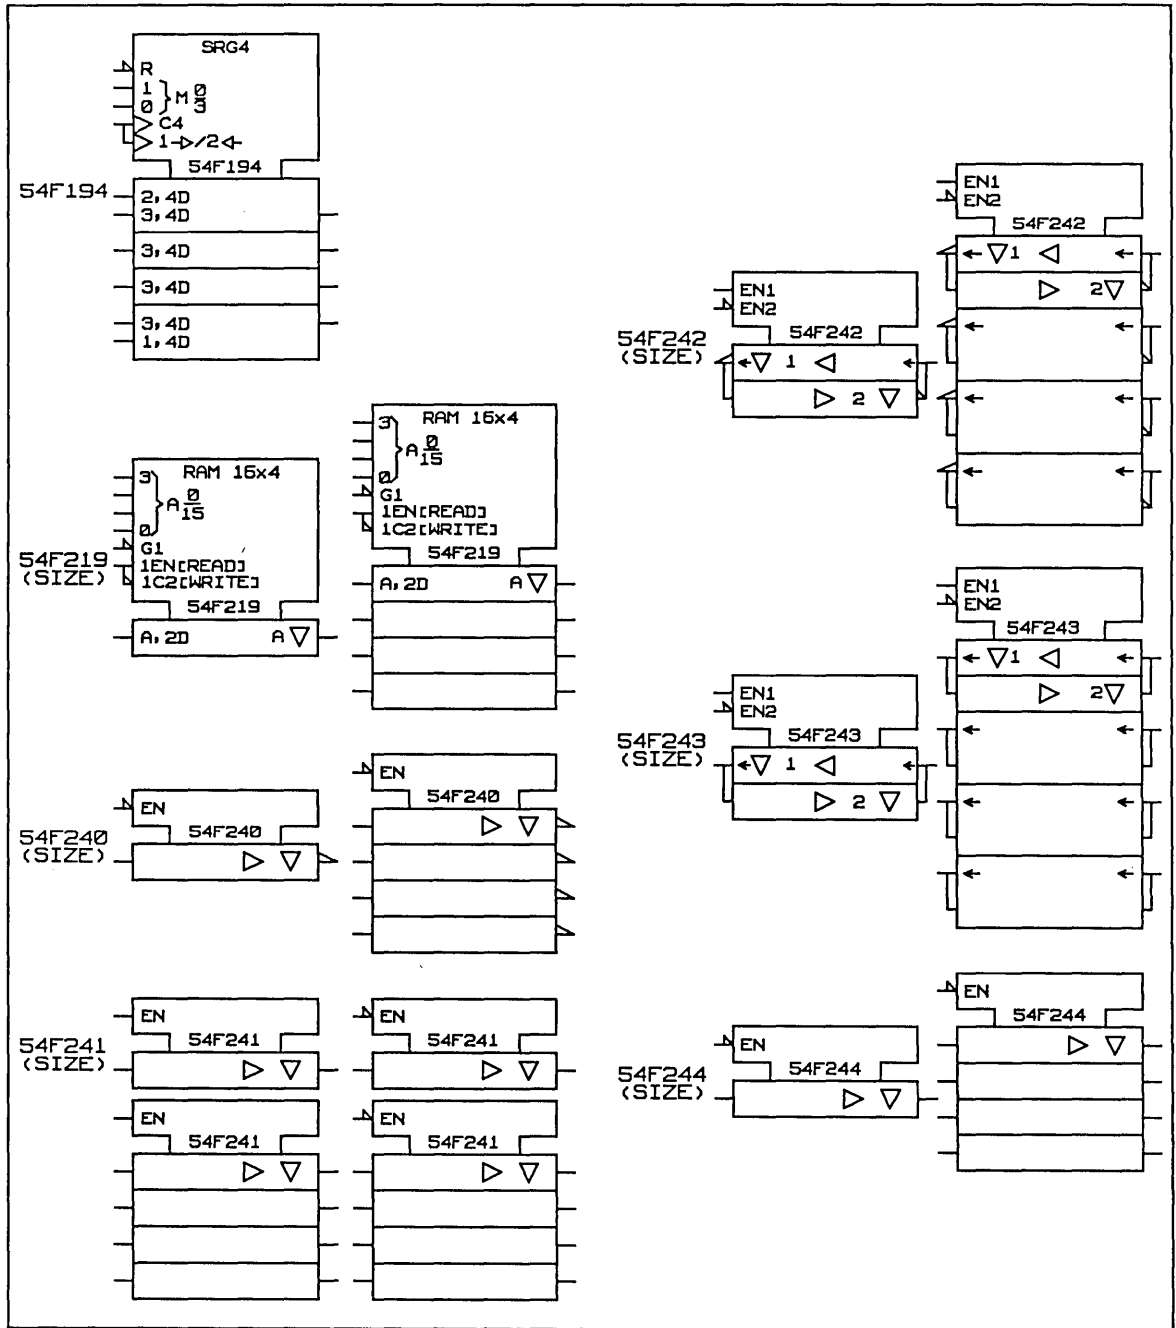 SRG4
R
1
0
M 0/3
C4
1→/2←
54F194
54F194
2,4D
3,4D
3,4D
3,4D
3,4D
1,4D
RAM 16x4
3
0
A 0/15
G1
1EN[READ]
1C2[WRITE]
54F219
54F219
(SIZE)
A,2D A
RAM 16x4
3
0
A 0/15
G1
1EN[READ]
1C2[WRITE]
54F219
A,2D A
54F240
(SIZE)
EN
54F240
EN
54F240
54F241
(SIZE)
EN
54F241
EN
54F241
EN
54F241
EN
54F241
54F242
(SIZE)
EN1
EN2
54F242
1
2
EN1
EN2
54F242
1
2
54F243
(SIZE)
EN1
EN2
54F243
1
2
EN1
EN2
54F243
1
2
54F244
(SIZE)
EN
54F244
EN
54F244